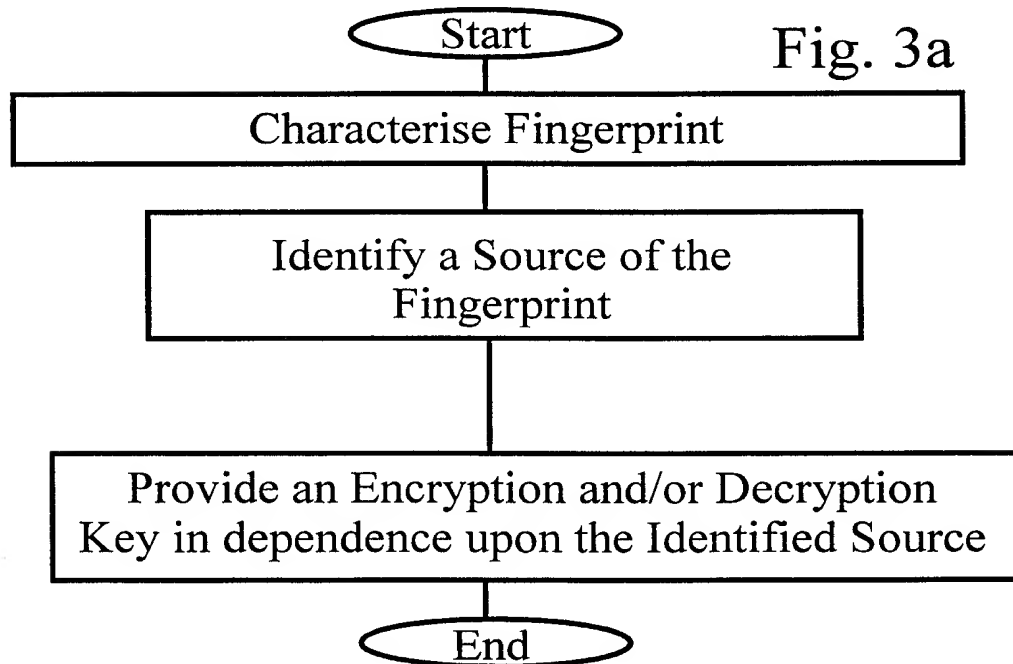 Start
Fig. 3a
Characterise Fingerprint
Identify a Source of the
Fingerprint
Provide an Encryption and/or Decryption
Key in dependence upon the Identified Source
End